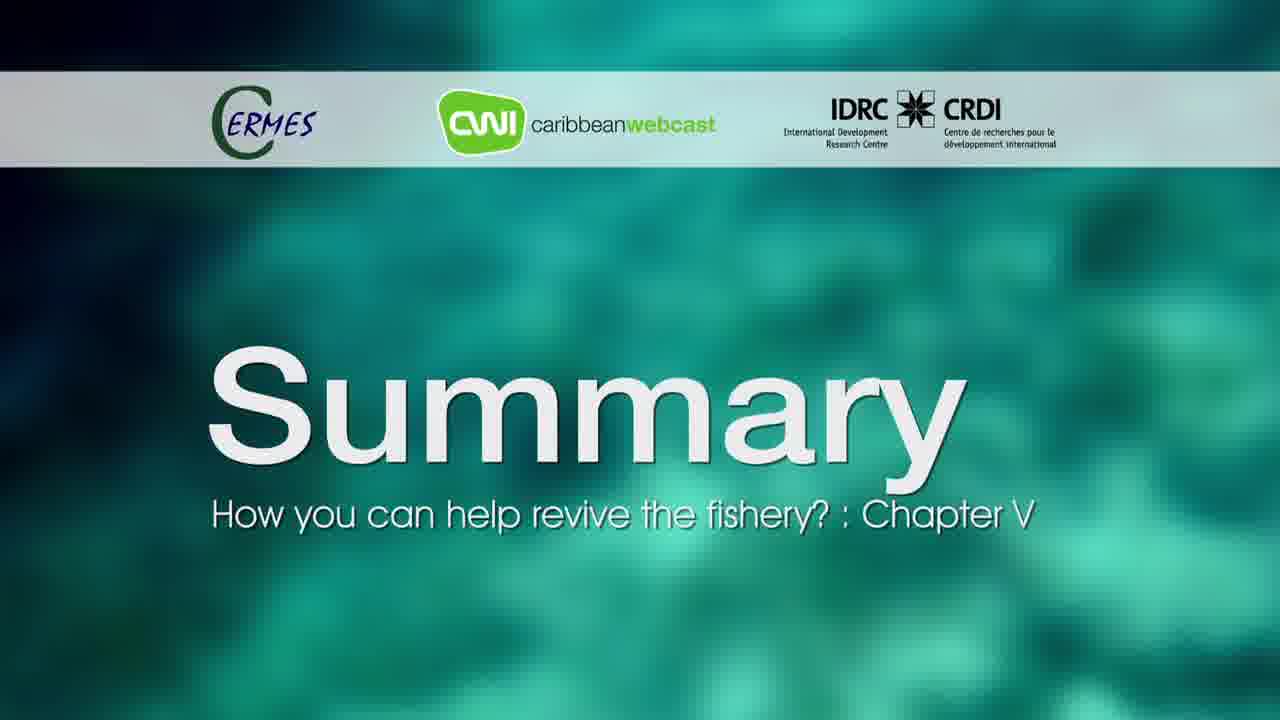 CERMES
CWI caribbeanwebcast
IDRC CRDI
International Development
Research Centre
Centre de recherches pour le
développement international
Summary
How you can help revive the fishery? : Chapter V